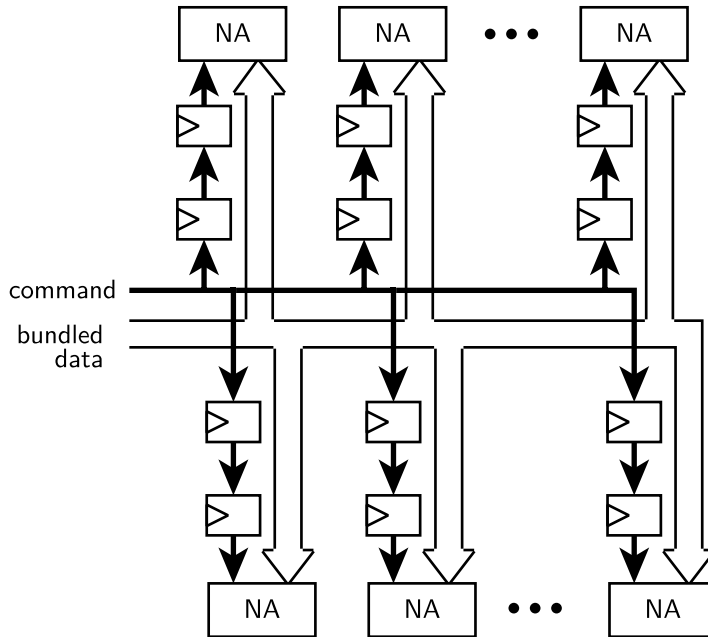 NA NA ••• NA
command
bundled
data
NA NA ••• NA